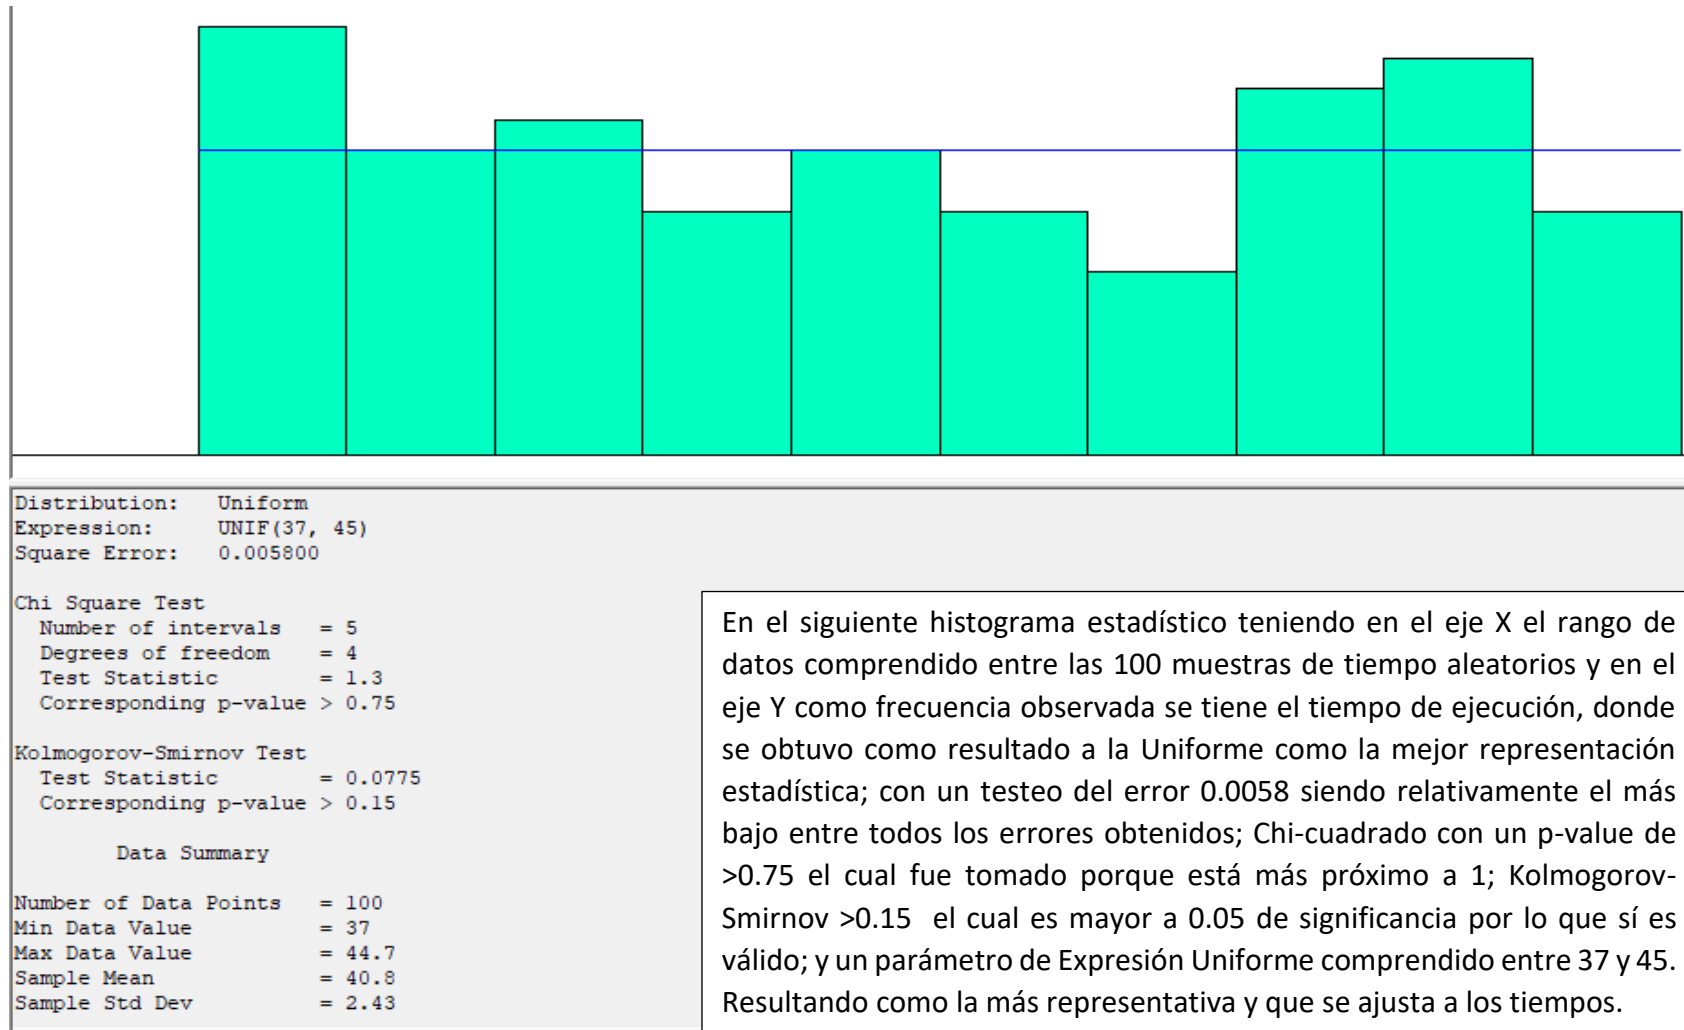 Distribution: Uniform
Expression: UNIF(37, 45)
Square Error: 0.005800
Chi Square Test
Number of intervals = 5
Degrees of freedom = 4
Test Statistic = 1.3
Corresponding p-value > 0.75
Kolmogorov-Smirnov Test
Test Statistic = 0.0775
Corresponding p-value > 0.15
Data Summary
Number of Data Points = 100
Min Data Value = 37
Max Data Value = 44.7
Sample Mean = 40.8
Sample Std Dev = 2.43
En el siguiente histograma estadístico teniendo en el eje X el rango de
datos comprendido entre las 100 muestras de tiempo aleatorios y en el
eje Y como frecuencia observada se tiene el tiempo de ejecución, donde
se obtuvo como resultado a la Uniforme como la mejor representación
estadística; con un testeo del error 0.0058 siendo relativamente el más
bajo entre todos los errores obtenidos; Chi-cuadrado con un p-value de
>0.75 el cual fue tomado porque está más próximo a 1; Kolmogorov-
Smirnov >0.15 el cual es mayor a 0.05 de significancia por lo que sí es
válido; y un parámetro de Expresión Uniforme comprendido entre 37 y 45.
Resultando como la más representativa y que se ajusta a los tiempos.